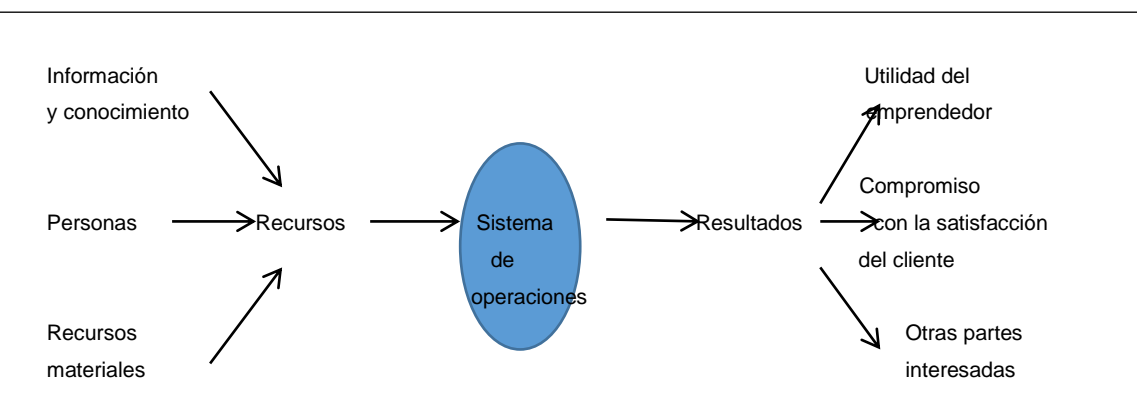 Información
y conocimiento
Personas
Recursos
materiales
Recursos
Sistema
de
operaciones
Resultados
Utilidad del
emprendedor
Compromiso
con la satisfacción
del cliente
Otras partes
interesadas